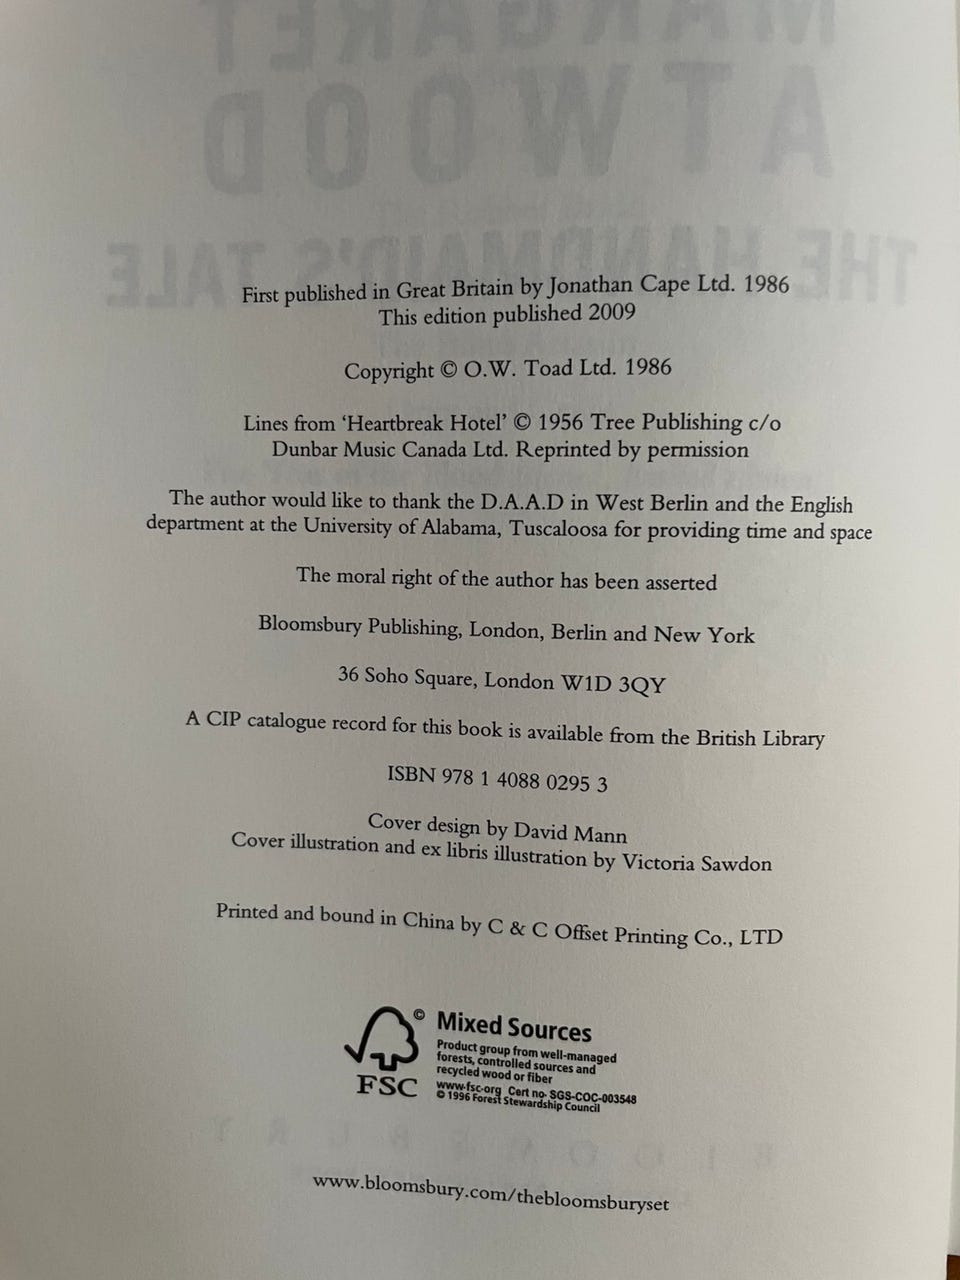 MARGARET
ATWOOD
THE HANDMAID'S TALE
First published in Great Britain by Jonathan Cape Ltd. 1986
This edition published 2009
Copyright © O.W. Toad Ltd. 1986
Lines from ‘Heartbreak Hotel’ © 1956 Tree Publishing c/o
Dunbar Music Canada Ltd. Reprinted by permission
The author would like to thank the D.A.A.D in West Berlin and the English
department at the University of Alabama, Tuscaloosa for providing time and space
The moral right of the author has been asserted
Bloomsbury Publishing, London, Berlin and New York
36 Soho Square, London W1D 3QY
A CIP catalogue record for this book is available from the British Library
ISBN 978 1 4088 0295 3
Cover design by David Mann
Cover illustration and ex libris illustration by Victoria Sawdon
Printed and bound in China by C & C Offset Printing Co., LTD
©
FSC
Mixed Sources
Product group from well-managed
forests, controlled sources and
recycled wood or fiber
www.fsc.org Cert no. SGS-COC-003548
© 1996 Forest Stewardship Council
BLOOMSBURY
www.bloomsbury.com/thebloomsburyset